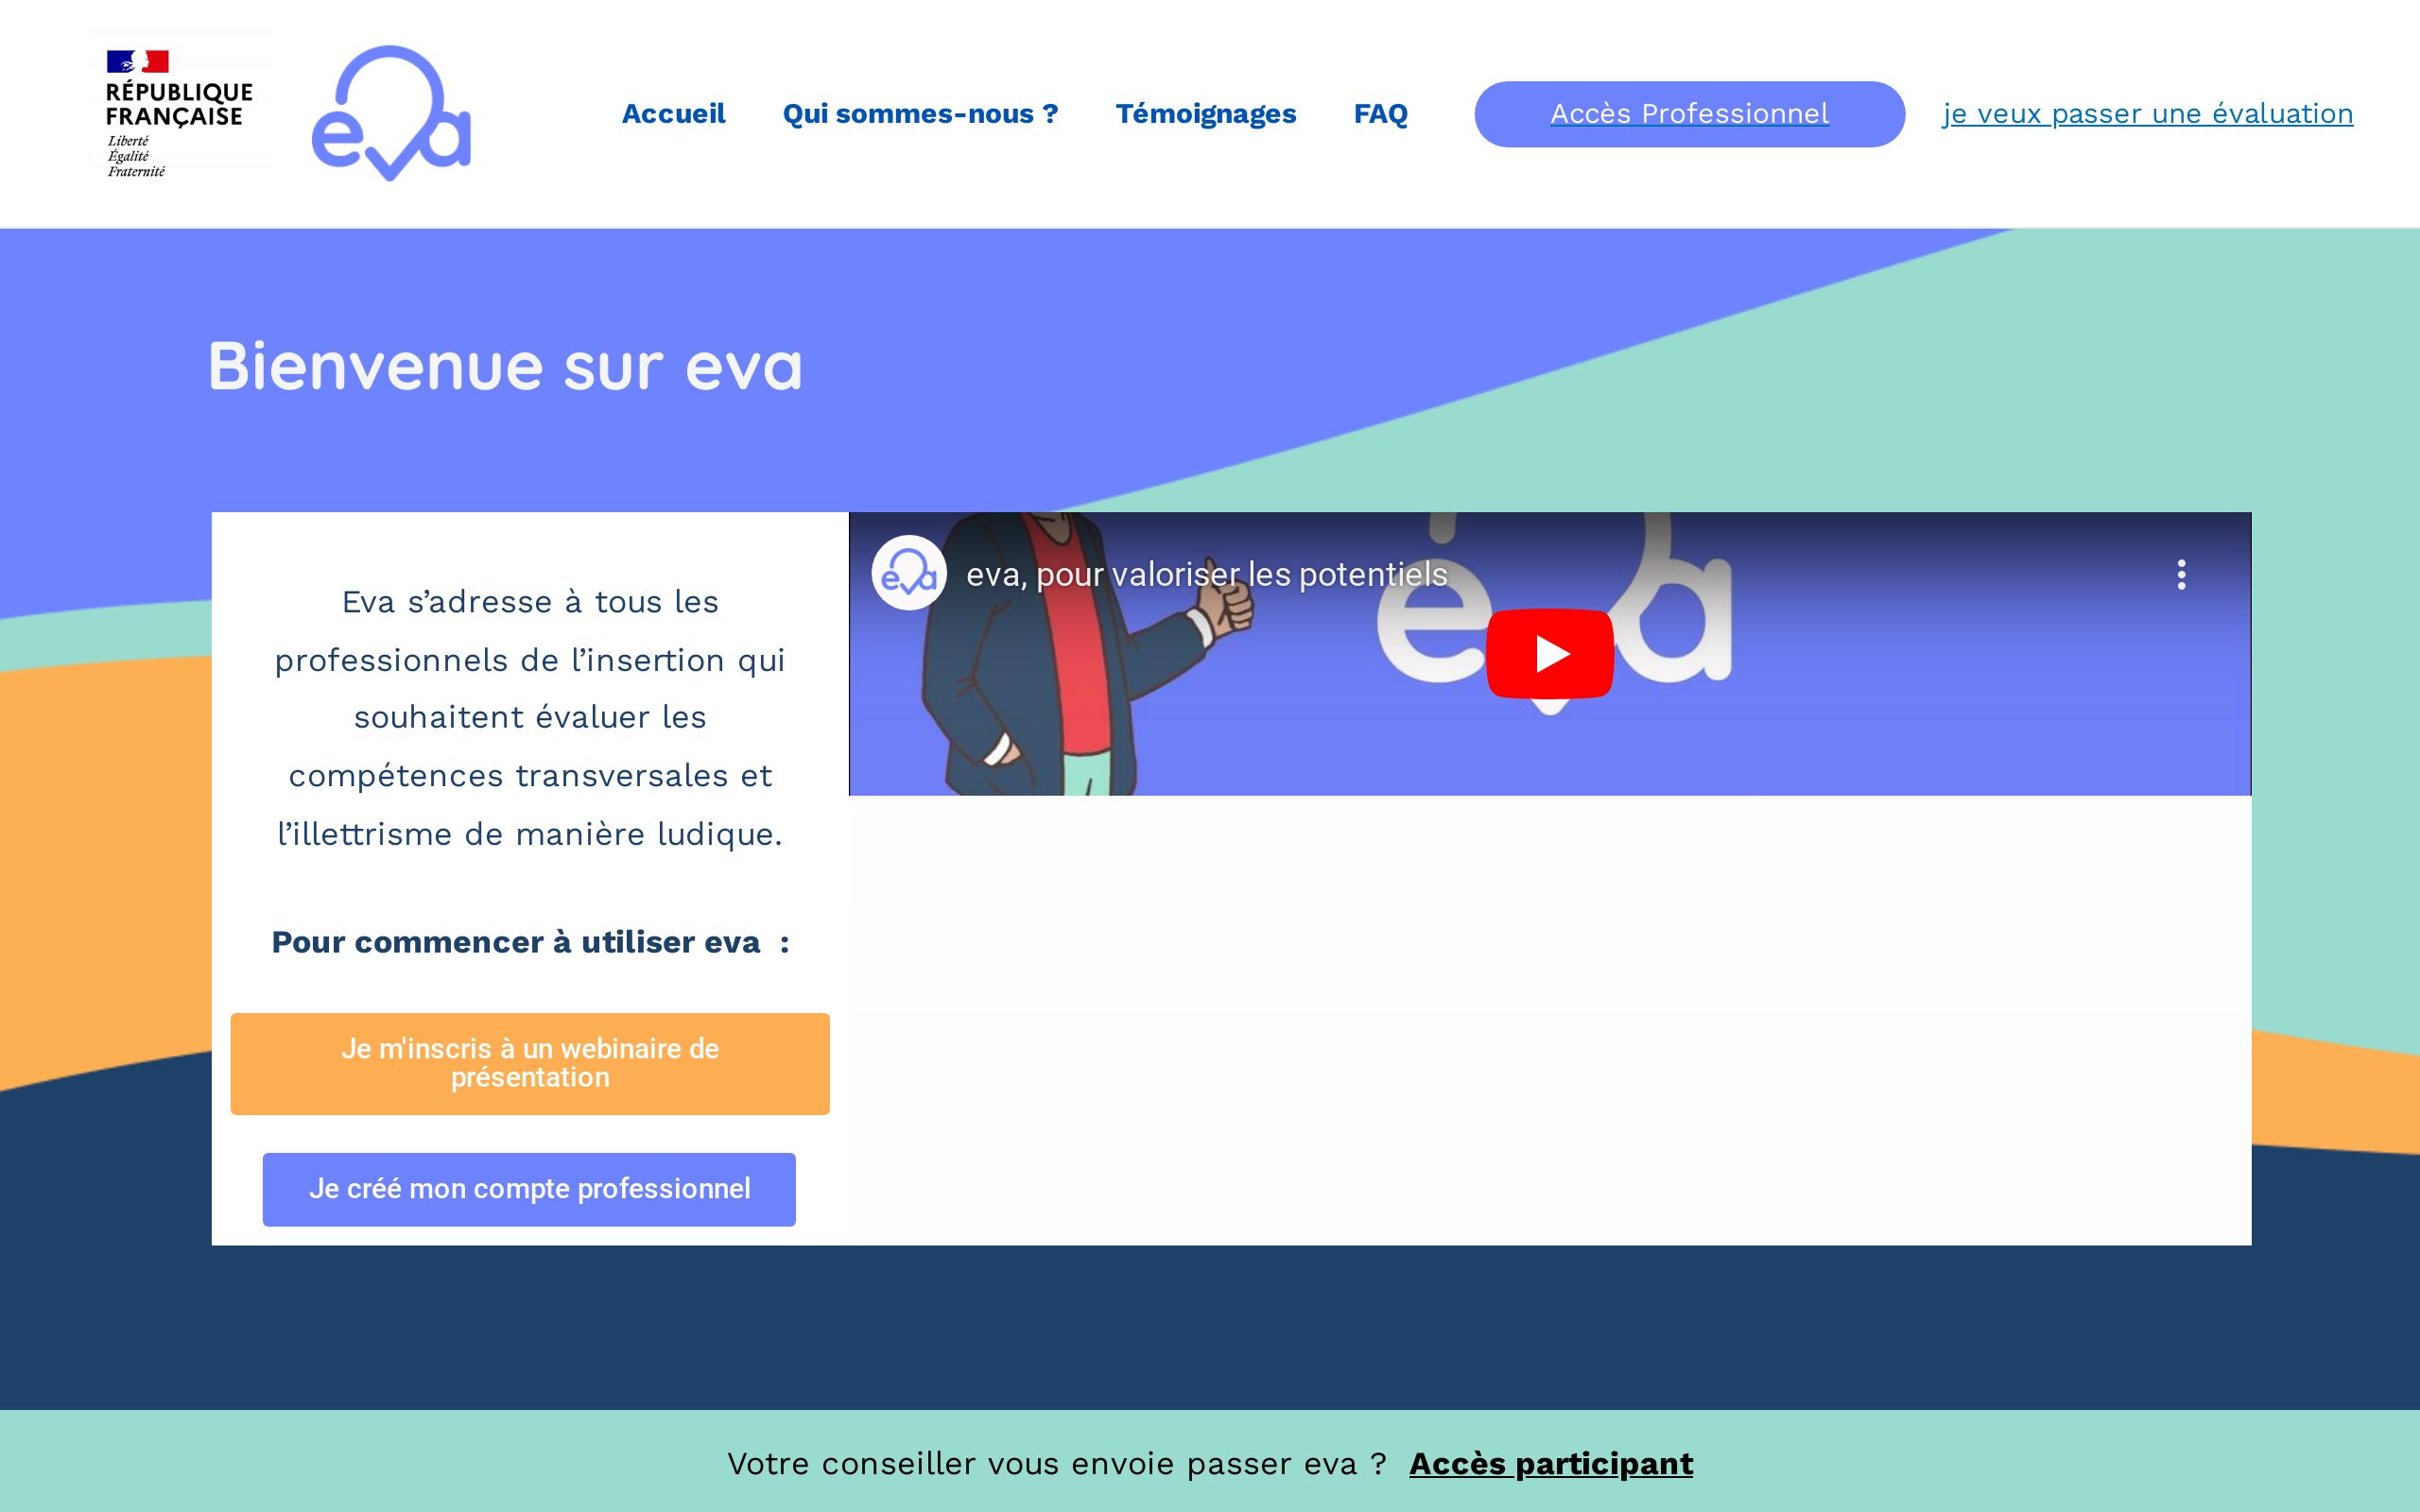 RÉPUBLIQUE
FRANÇAISE
Liberté
Égalité
Fraternité
eva
Accueil
Qui sommes-nous ?
Témoignages
FAQ
Accès Professionnel
je veux passer une évaluation
Bienvenue sur eva
Eva s’adresse à tous les
professionnels de l’insertion qui
souhaitent évaluer les
compétences transversales et
l’illettrisme de manière ludique.
Pour commencer à utiliser eva :
Je m'inscris à un webinaire de
présentation
Je créé mon compte professionnel
eva
eva, pour valoriser les potentiels
eva
Votre conseiller vous envoie passer eva ? Accès participant